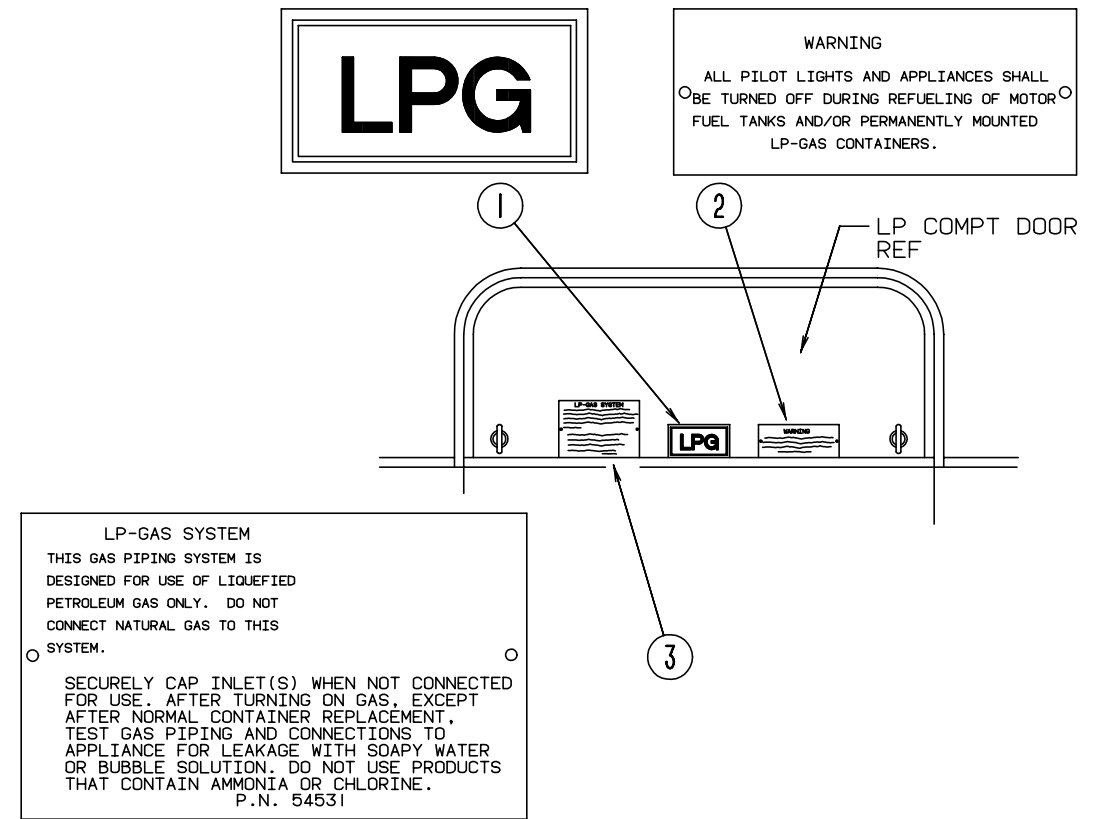 LPG
WARNING
ALL PILOT LIGHTS AND APPLIANCES SHALL
BE TURNED OFF DURING REFUELING OF MOTOR
FUEL TANKS AND/OR PERMANENTLY MOUNTED
LP-GAS CONTAINERS.
1
2
LP COMPT DOOR
REF
LP-GAS SYSTEM
LPG
WARNING
3
LP-GAS SYSTEM
THIS GAS PIPING SYSTEM IS
DESIGNED FOR USE OF LIQUEFIED
PETROLEUM GAS ONLY. DO NOT
CONNECT NATURAL GAS TO THIS
SYSTEM.
SECURELY CAP INLET(S) WHEN NOT CONNECTED
FOR USE. AFTER TURNING ON GAS, EXCEPT
AFTER NORMAL CONTAINER REPLACEMENT,
TEST GAS PIPING AND CONNECTIONS TO
APPLIANCE FOR LEAKAGE WITH SOAPY WATER
OR BUBBLE SOLUTION. DO NOT USE PRODUCTS
THAT CONTAIN AMMONIA OR CHLORINE.
P.N. 54531